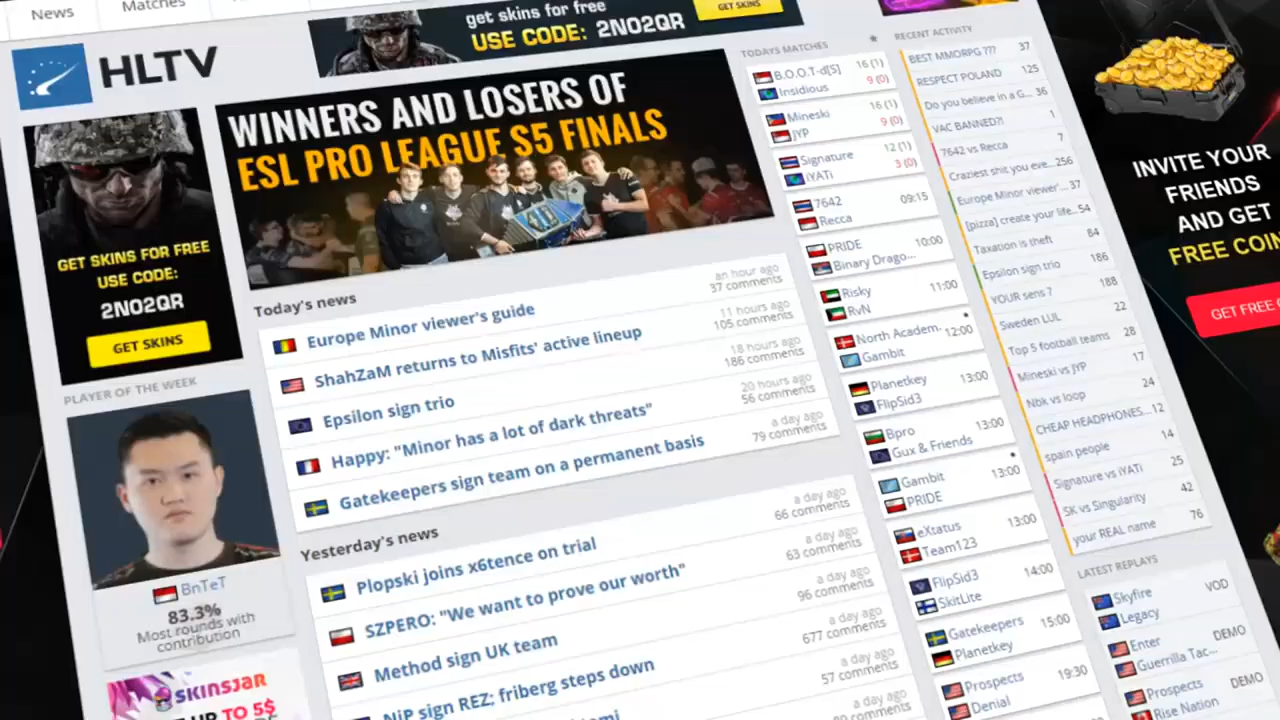 News
Matches
HLTV
get skins for free
USE CODE: 2NO2QR
GET SKINS
GET SKINS FOR FREE
USE CODE:
2NO2QR
GET SKINS
PLAYER OF THE WEEK
BnTeT
83.3%
Most rounds with
contribution
SKINSJAR
UP TO 5$
WINNERS AND LOSERS OF
ESL PRO LEAGUE S5 FINALS
Today's news
Europe Minor viewer's guide
an hour ago
37 comments
ShahZaM returns to Misfits' active lineup
11 hours ago
105 comments
Epsilon sign trio
18 hours ago
186 comments
Happy: "Minor has a lot of dark threats"
20 hours ago
56 comments
Gatekeepers sign team on a permanent basis
a day ago
79 comments
Yesterday's news
Plopski joins x6tence on trial
a day ago
66 comments
SZPERO: "We want to prove our worth"
a day ago
63 comments
Method sign UK team
a day ago
96 comments
NiP sign REZ; friberg steps down
a day ago
677 comments
a day ago
57 comments
a day ago
TODAYS MATCHES
B.O.O.T-d[S] 16 (1)
Insidious 9 (0)
Mineski 16 (1)
JYP 9 (0)
Signature 12 (1)
iYATi 3 (0)
7642 09:15
Recca
PRIDE 10:00
Binary Drago...
Risky 11:00
RvN
North Academ. 12:00
Gambit
Planetkey 13:00
FlipSid3
Bpro 13:00
Gux & Friends
Gambit 13:00
PRIDE
eXtatus 13:00
Team123
FlipSid3 14:00
SkitLite
Gatekeepers 15:00
Planetkey
Prospects 19:30
Denial
RECENT ACTIVITY
BEST MMORPG ??? 37
RESPECT POLAND 125
Do you believe in a G... 36
VAC BANNED?! 1
7642 vs Recca 7
Craziest shit you eve... 256
Europe Minor viewer'... 37
[pizza] create your life... 54
Taxation is theft 84
Epsilon sign trio 186
YOUR sens ? 188
Sweden LUL 22
Top 5 football teams 28
Mineski vs JYP 17
Nbk vs loop 24
CHEAP HEADPHONES... 12
spain people 14
Signature vs iYATi 25
SK vs Singularity 42
your REAL name 76
LATEST REPLAYS
Skyfire VOD
Legacy
Enter DEMO
Guerrilla Tac...
Prospects DEMO
Rise Nation
INVITE YOUR
FRIENDS
AND GET
FREE COIN
GET FREE